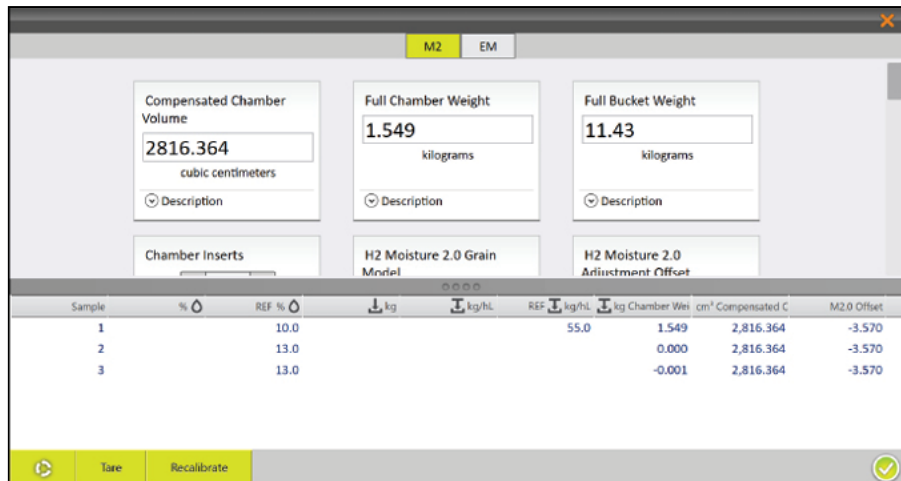 M2 EM
Compensated Chamber Volume
2816.364
cubic centimeters
Description
Full Chamber Weight
1.549
kilograms
Description
Full Bucket Weight
11.43
kilograms
Description
Chamber Inserts
H2 Moisture 2.0 Grain Model
H2 Moisture 2.0 Adjustment Offset
Sample % REF % kg kg/hL REF kg/hL kg Chamber Wei cm³ Compensated C M2.0 Offset
1 10.0 55.0 1.549 2,816.364 -3.570
2 13.0 0.000 2,816.364 -3.570
3 13.0 -0.001 2,816.364 -3.570
Tare Recalibrate